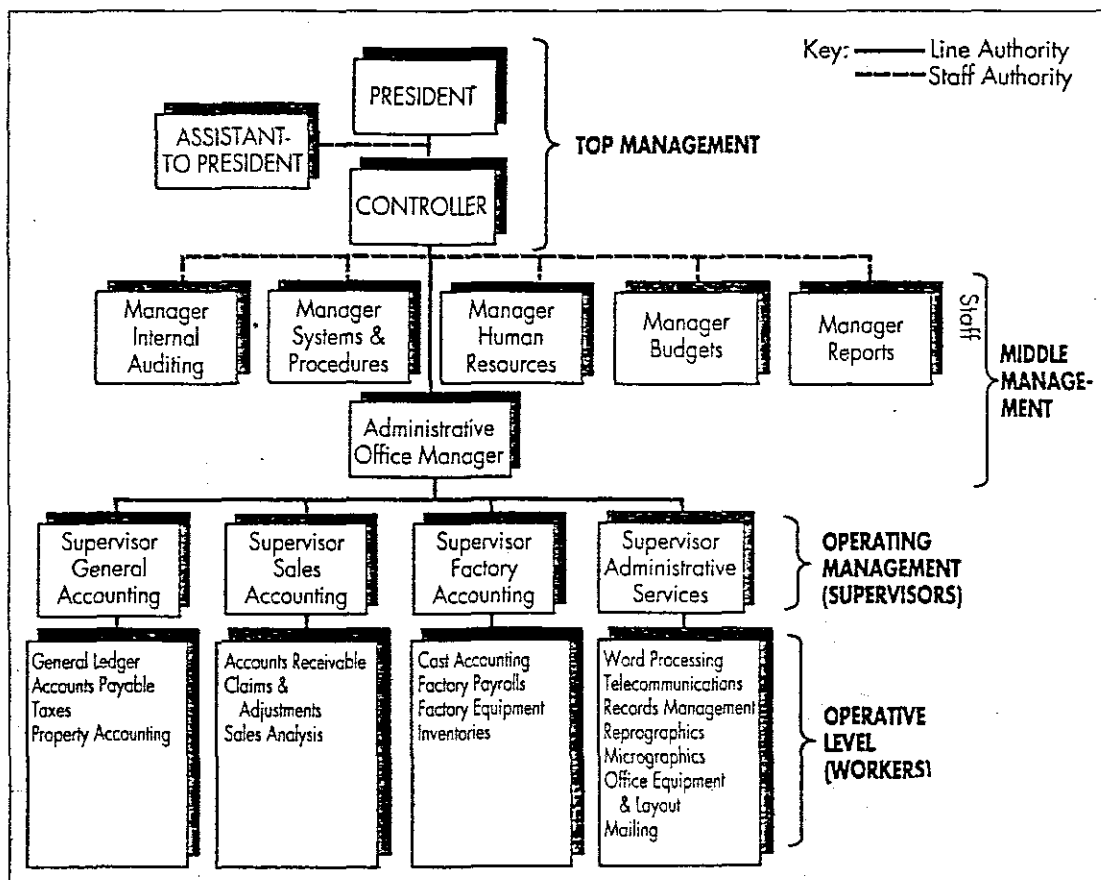 Key: Line Authority
Staff Authority
PRESIDENT
ASSISTANT-
TO PRESIDENT
TOP MANAGEMENT
CONTROLLER
Manager
Internal
Auditing
Manager
Systems &
Procedures
Manager
Human
Resources
Manager
Budgets
Manager
Reports
Staff
MIDDLE
MANAGE-
MENT
Administrative
Office Manager
Supervisor
General
Accounting
Supervisor
Sales
Accounting
Supervisor
Factory
Accounting
Supervisor
Administrative
Services
OPERATING
MANAGEMENT
(SUPERVISORS)
General Ledger
Accounts Payable
Taxes
Property Accounting
Accounts Receivable
Claims &
Adjustments
Sales Analysis
Cast Accounting
Factory Payrolls
Factory Equipment
Inventories
Word Processing
Telecommunications
Records Management
Reprographics
Micrographics
Office Equipment
& Layout
Mailing
OPERATIVE
LEVEL
(WORKERS)